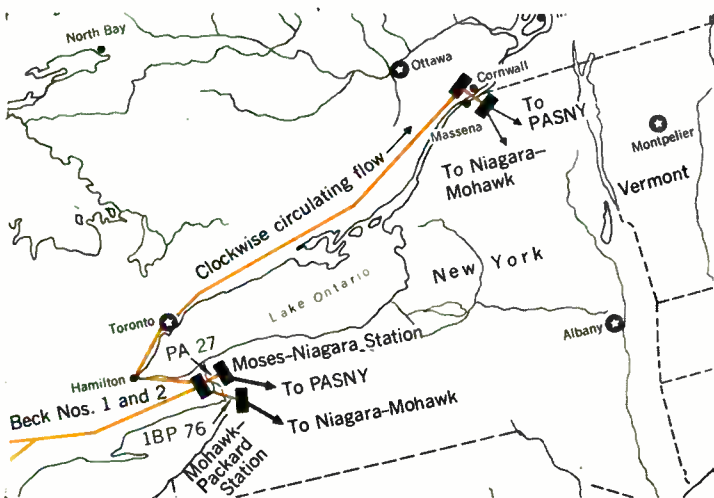 North Bay
Ottawa
Cornwall
To
PASNY
Massena
Montpelier
To Niagara–
Mohawk
Vermont
Clockwise circulating flow
New York
Lake Ontario
Toronto
Albany
PA 27
Moses–Niagara Station
Hamilton
To PASNY
Beck Nos. 1 and 2
To Niagara–Mohawk
1BP 76
Mohawk–
Packard
Station